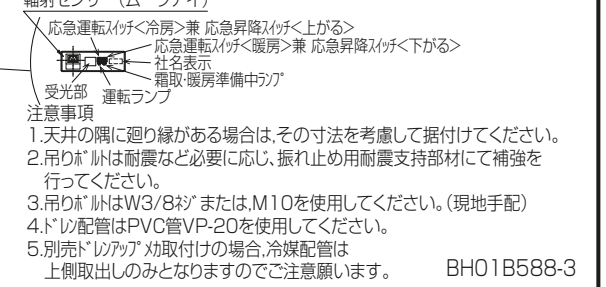 輻射センサー（ムーブアイ）
応急運転ｽｲｯﾁ<冷房>兼 応急昇降ｽｲｯﾁ<上がる>
応急運転ｽｲｯﾁ<暖房>兼 応急昇降ｽｲｯﾁ<下がる>
社名表示
霜取・暖房準備中ﾗﾝﾌﾟ
受光部
運転ランプ
注意事項
1.天井の隅に廻り縁がある場合は,その寸法を考慮して据付けてください。
2.吊りﾎﾞﾙﾄは耐震など必要に応じ、振れ止め用耐震支持部材にて補強を
行ってください。
3.吊りﾎﾞﾙﾄはW3/8ﾈｼﾞまたは,M10を使用してください。(現地手配)
4.ﾄﾞﾚﾝ配管はPVC管VP-20を使用してください。
5.別売ﾄﾞﾚﾝｱｯﾌﾟﾒｶ取付けの場合,冷媒配管は
上側取出しのみとなりますのでご注意願います。
BH01B588-3